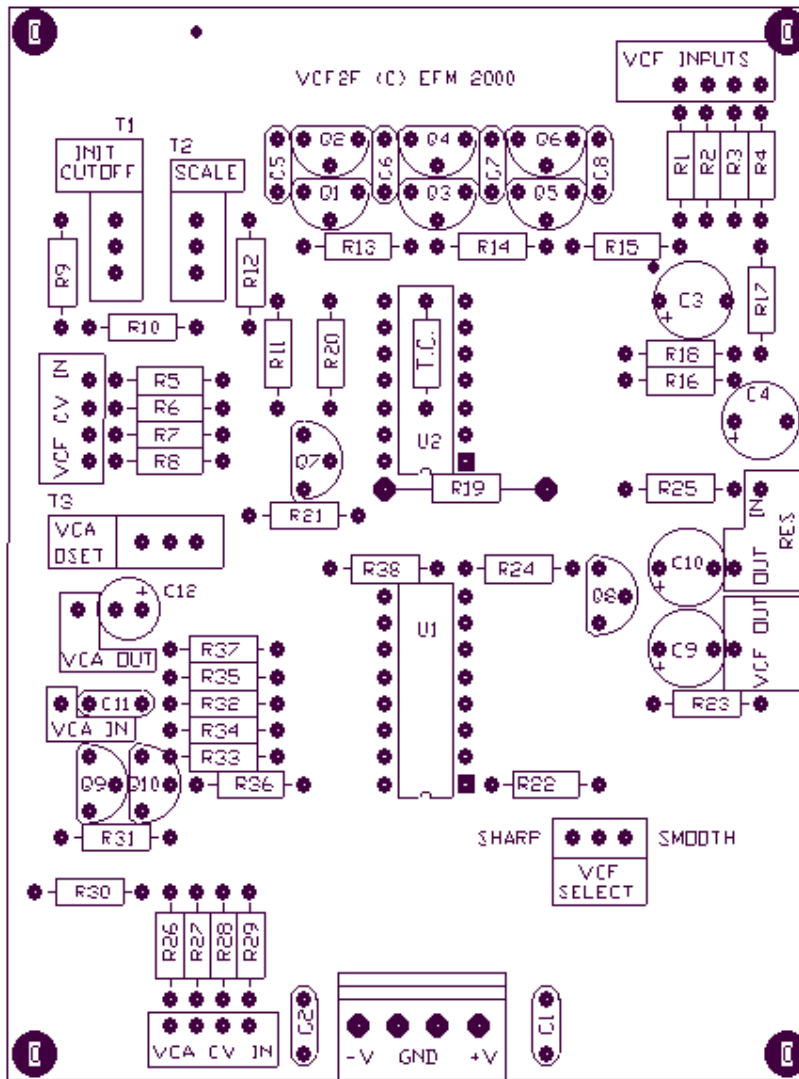 VCF2F (C) EFM 2000
VCF INPUTS
T1
INIT
CUTOFF
T2
SCALE
C5
Q2
C6
Q4
C7
Q6
C8
Q1
Q3
Q5
R1
R2
R3
R4
R9
R12
R13
R14
R15
R10
R11
R20
T.C.
C3
R17
R18
R16
C4
VCF CV IN
R5
R6
R7
R8
U2
Q7
R19
R21
R25
T3
VCA
OSET
IN
RES
OUT
C10
R38
R24
Q8
C12
U1
VCA OUT
VCF OUT
C9
R37
R35
R32
R34
R33
R36
C11
VCA IN
R23
Q9
Q10
R22
R31
SHARP
SMOOTH
VCF
SELECT
R30
R26
R27
R28
R29
C2
C1
VCA CV IN
-V GND +V